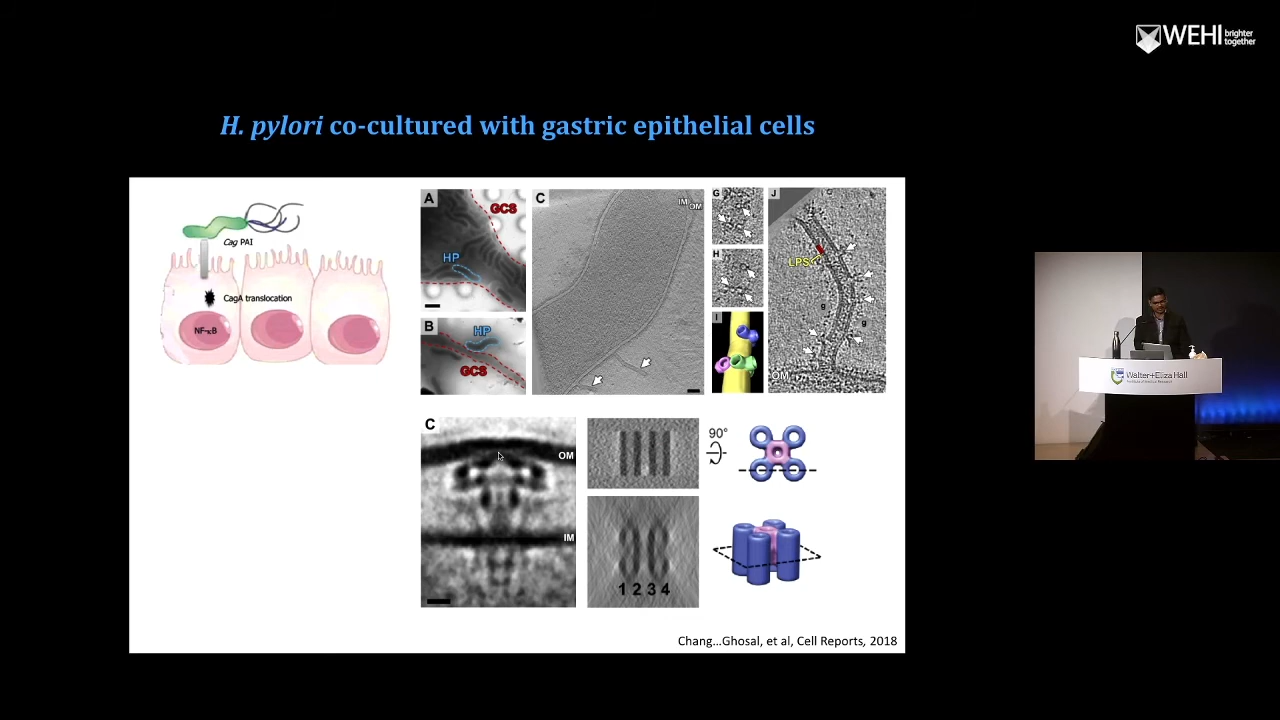 WEHI brighter together
H. pylori co-cultured with gastric epithelial cells
Cag PAI
CagA translocation
NF-κB
A
GCS
HP
B
HP
GCS
C
IM
OM
G
H
I
J
LPS
g
g
OM
C
OM
IM
1 2 3 4
90°
Chang...Ghosal, et al, Cell Reports, 2018
Walter+Eliza Hall